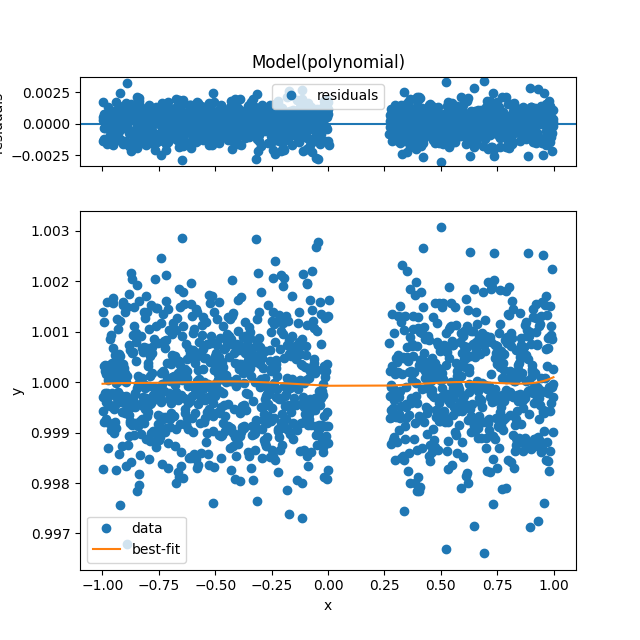 Model(polynomial)
0.0025
0.0000
−0.0025
residuals
residuals
1.003
1.002
1.001
1.000
0.999
0.998
0.997
y
data
best-fit
−1.00 −0.75 −0.50 −0.25 0.00 0.25 0.50 0.75 1.00
x